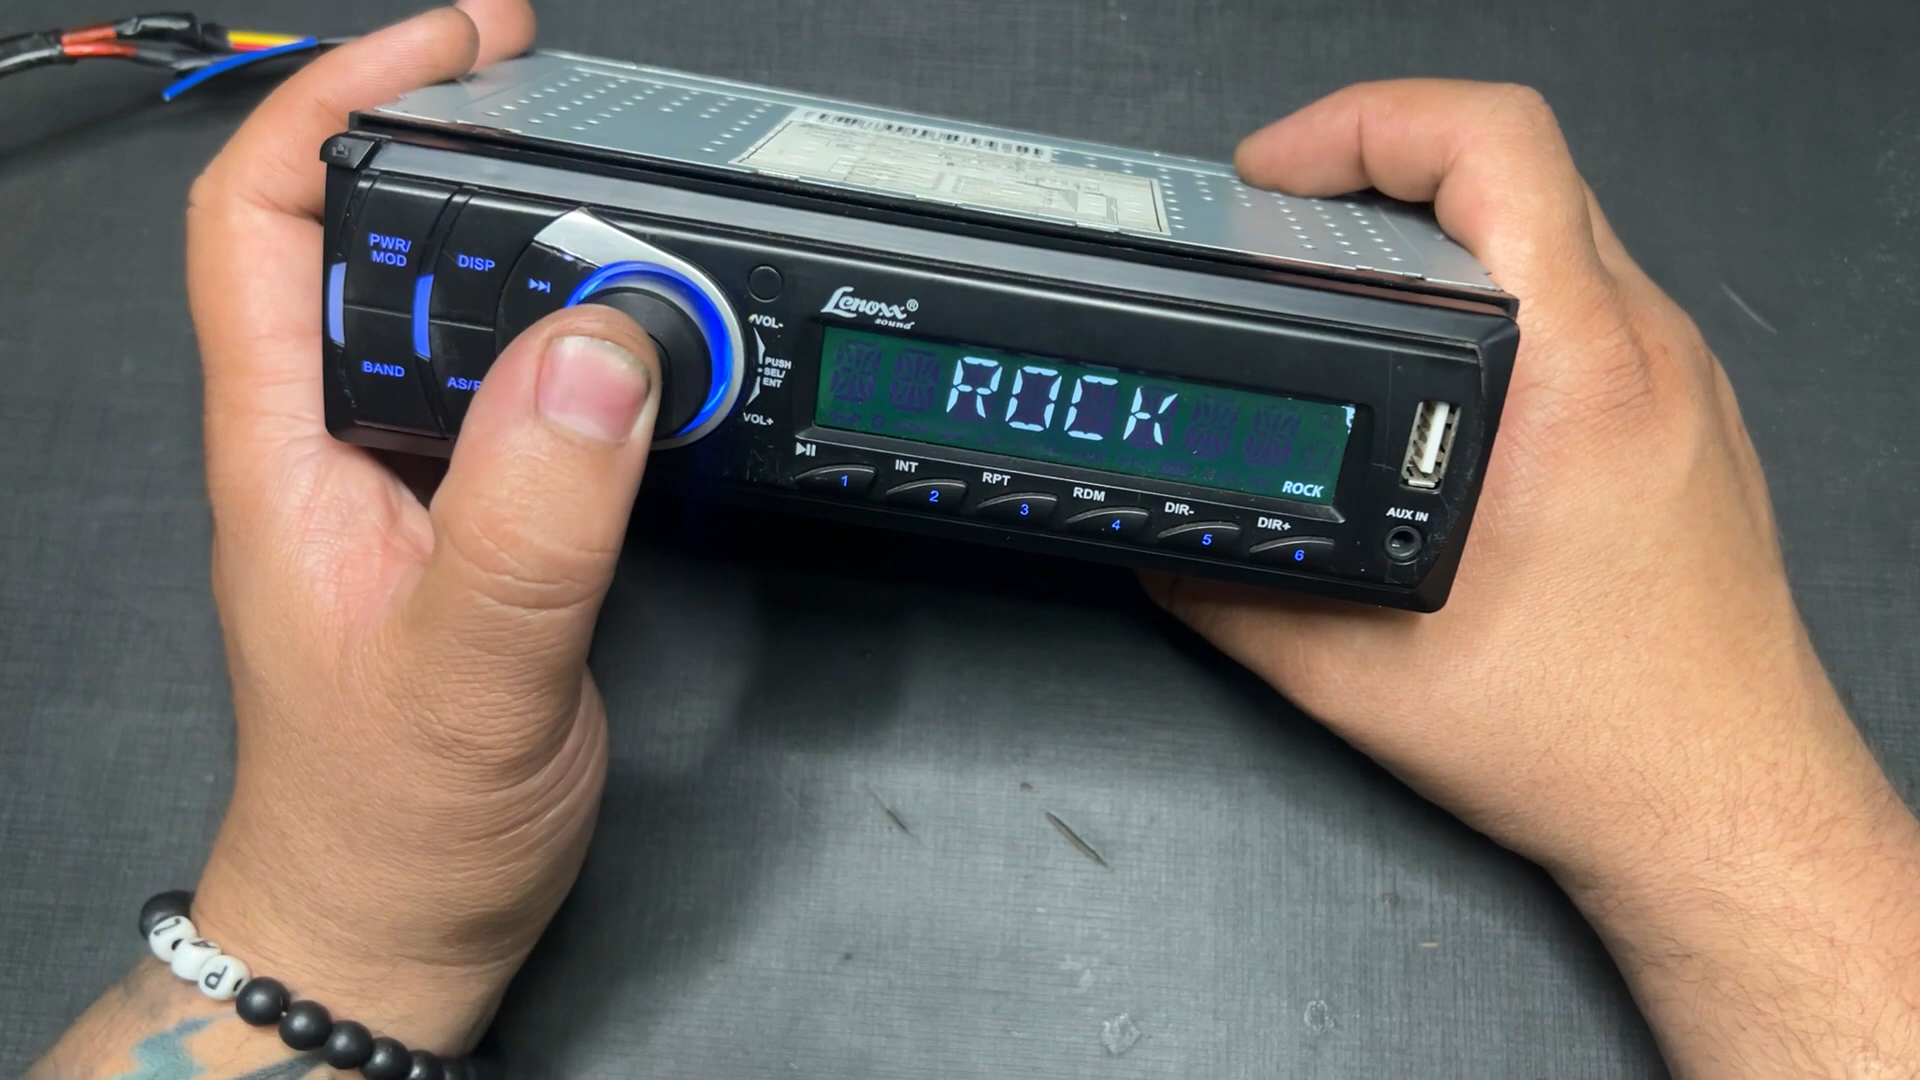 PWR/
MOD
DISP
BAND
Lenoxx®
sound
VOL-
PUSH
SEL/
ENT
VOL+
ROCK
ROCK
1
INT
2
RPT
3
RDM
4
DIR-
5
DIR+
6
AUX IN
PAZ